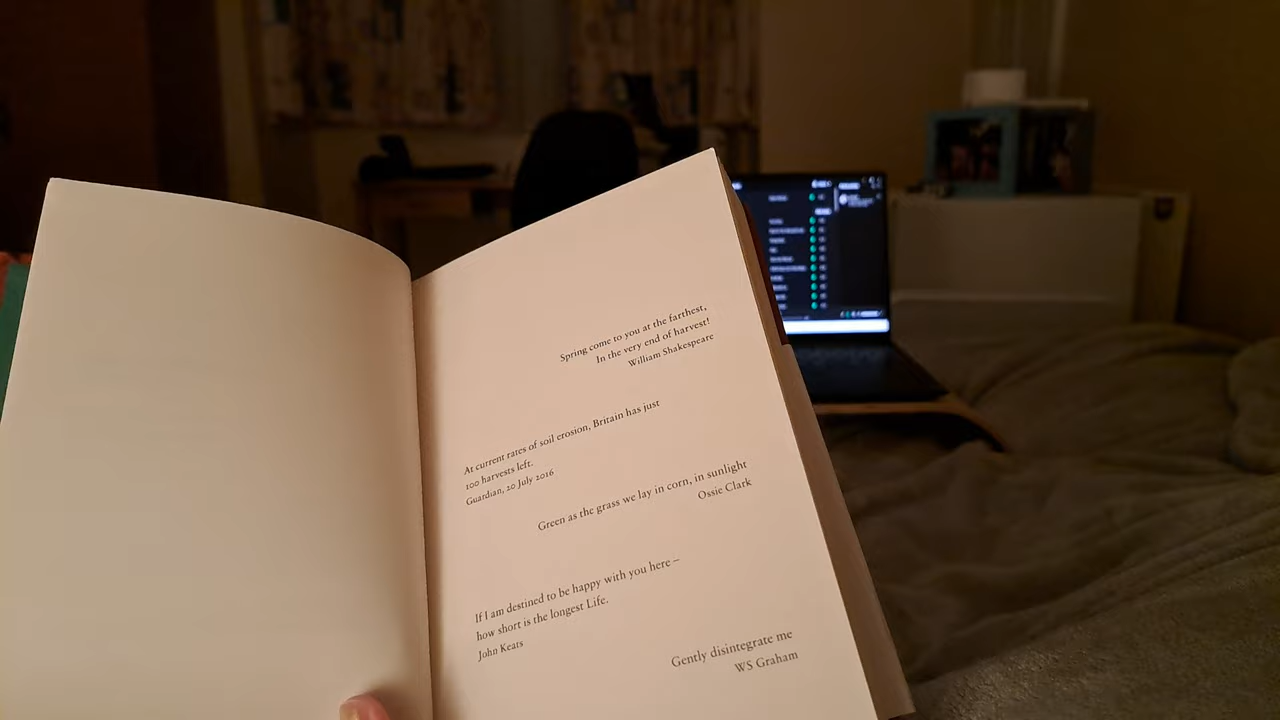 Spring come to you at the farthest,
In the very end of harvest!
William Shakespeare
At current rates of soil erosion, Britain has just
100 harvests left.
Guardian, 20 July 2016
Green as the grass we lay in corn, in sunlight
Ossie Clark
If I am destined to be happy with you here –
how short is the longest Life.
John Keats
Gently disintegrate me
WS Graham